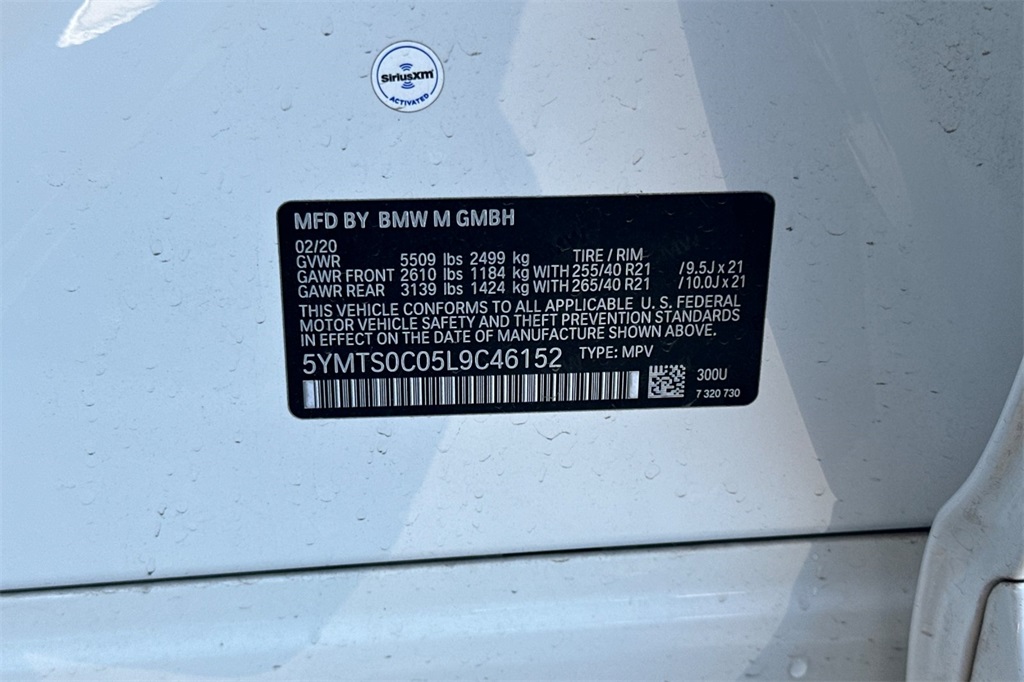 SiriusXM
ACTIVATED
MFD BY BMW M GMBH
02/20
GVWR 5509 lbs 2499 kg TIRE / RIM
GAWR FRONT 2610 lbs 1184 kg WITH 255/40 R21 /9.5J x 21
GAWR REAR 3139 lbs 1424 kg WITH 265/40 R21 /10.0J x 21
THIS VEHICLE CONFORMS TO ALL APPLICABLE U. S. FEDERAL
MOTOR VEHICLE SAFETY AND THEFT PREVENTION STANDARDS
IN EFFECT ON THE DATE OF MANUFACTURE SHOWN ABOVE.
5YMTS0C05L9C46152 TYPE: MPV
300U
7 320 730